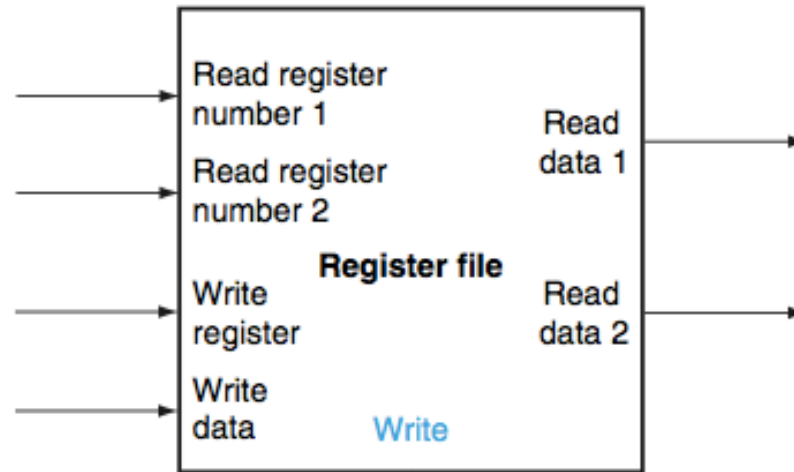 Read register
number 1
Read
data 1
Read register
number 2
Register file
Write
register
Read
data 2
Write
data
Write